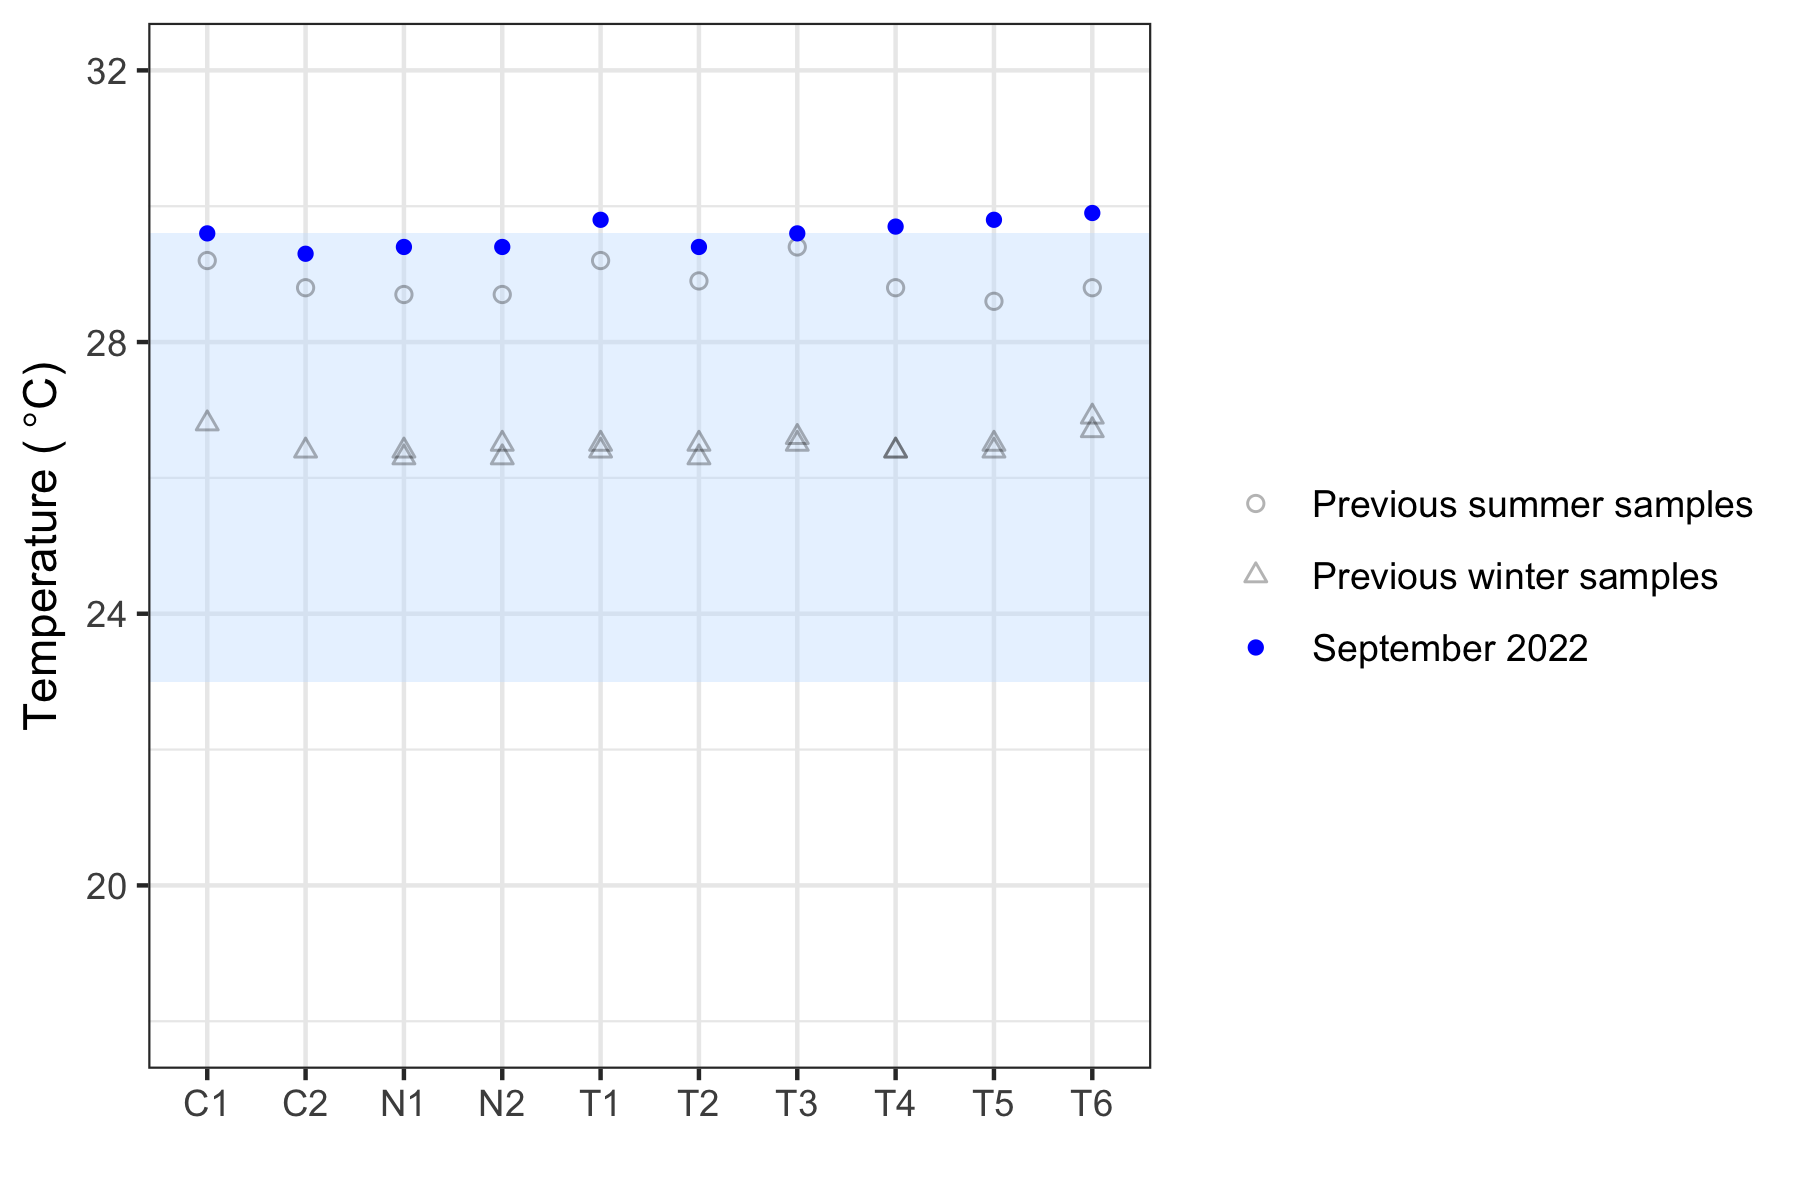 Temperature ( °C)
32
28
24
20
C1 C2 N1 N2 T1 T2 T3 T4 T5 T6
Previous summer samples
Previous winter samples
September 2022